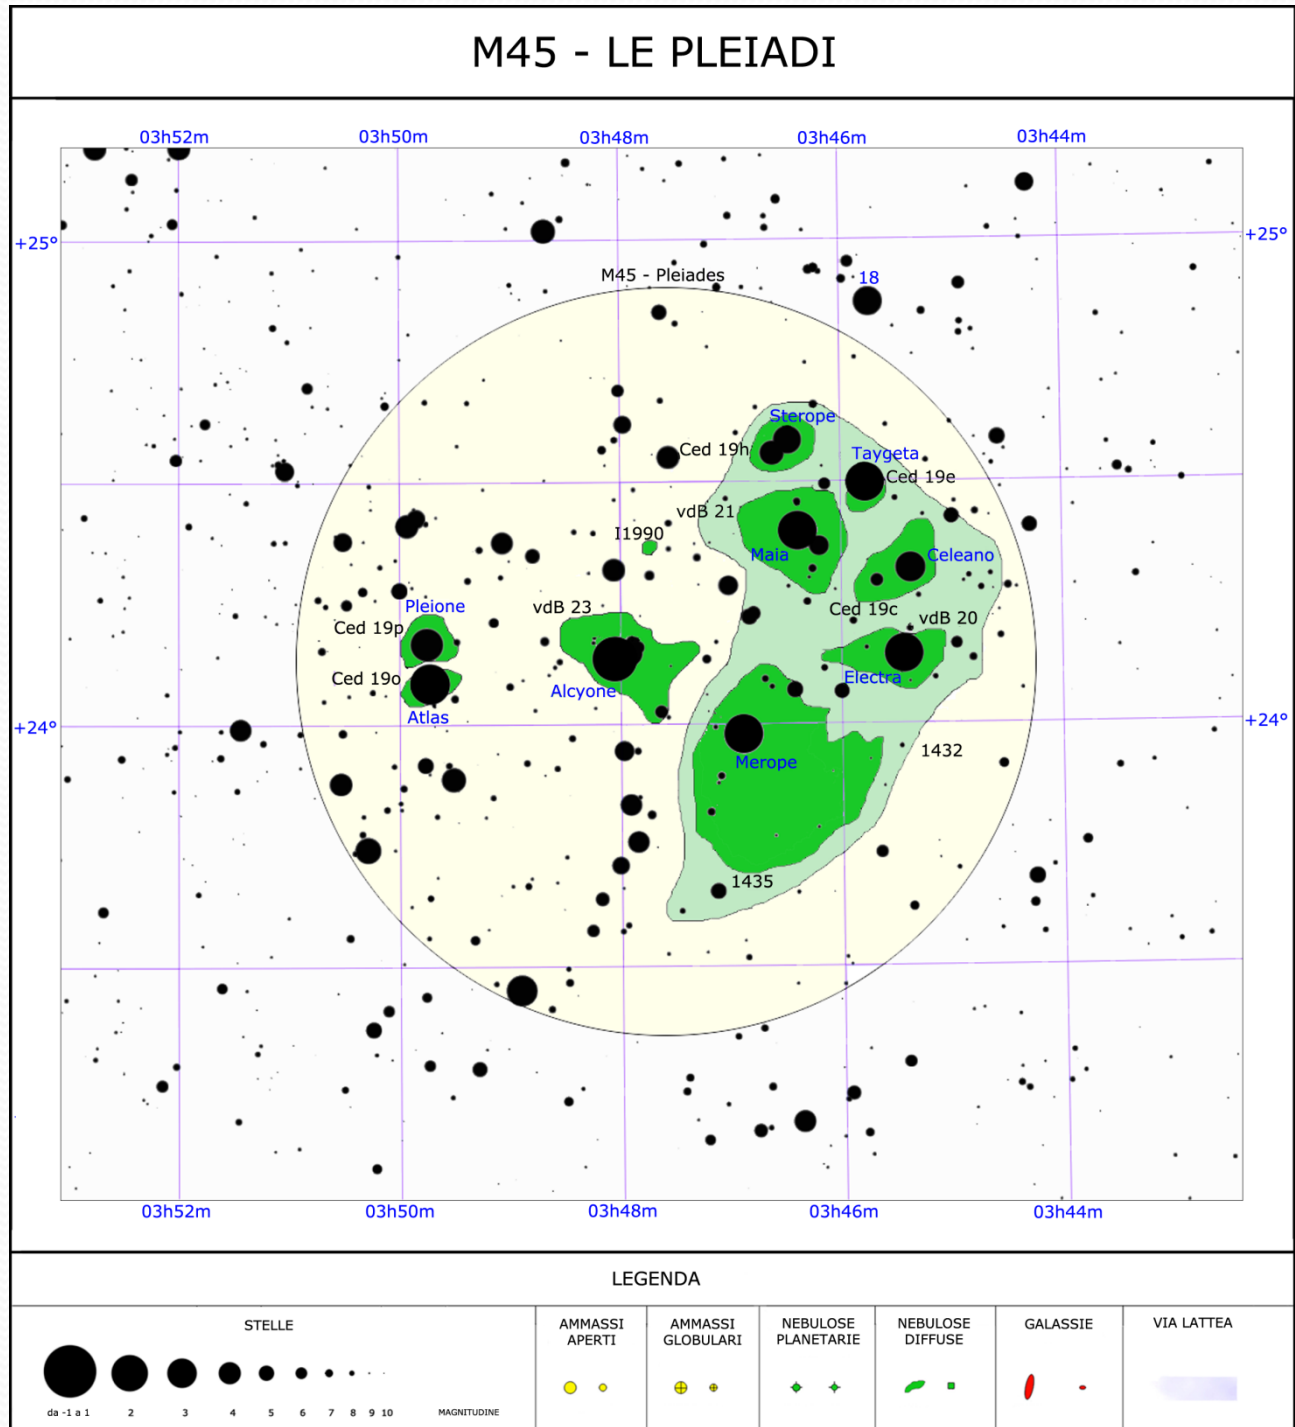 M45 - LE PLEIADI
03h52m 03h50m 03h48m 03h46m 03h44m
+25° +25°
M45 - Pleiades
18
Sterope
Ced 19h
Taygeta
Ced 19e
vdB 21
I1990
Maia
Celeano
Pleione
vdB 23
Ced 19c
vdB 20
Ced 19p
Ced 19o
Electra
Alcyone
Atlas
+24° +24°
1432
Merope
1435
03h52m 03h50m 03h48m 03h46m 03h44m
LEGENDA
STELLE
da -1 a 1 2 3 4 5 6 7 8 9 10 MAGNITUDINE
AMMASSI
APERTI
AMMASSI
GLOBULARI
NEBULOSE
PLANETARIE
NEBULOSE
DIFFUSE
GALASSIE
VIA LATTEA